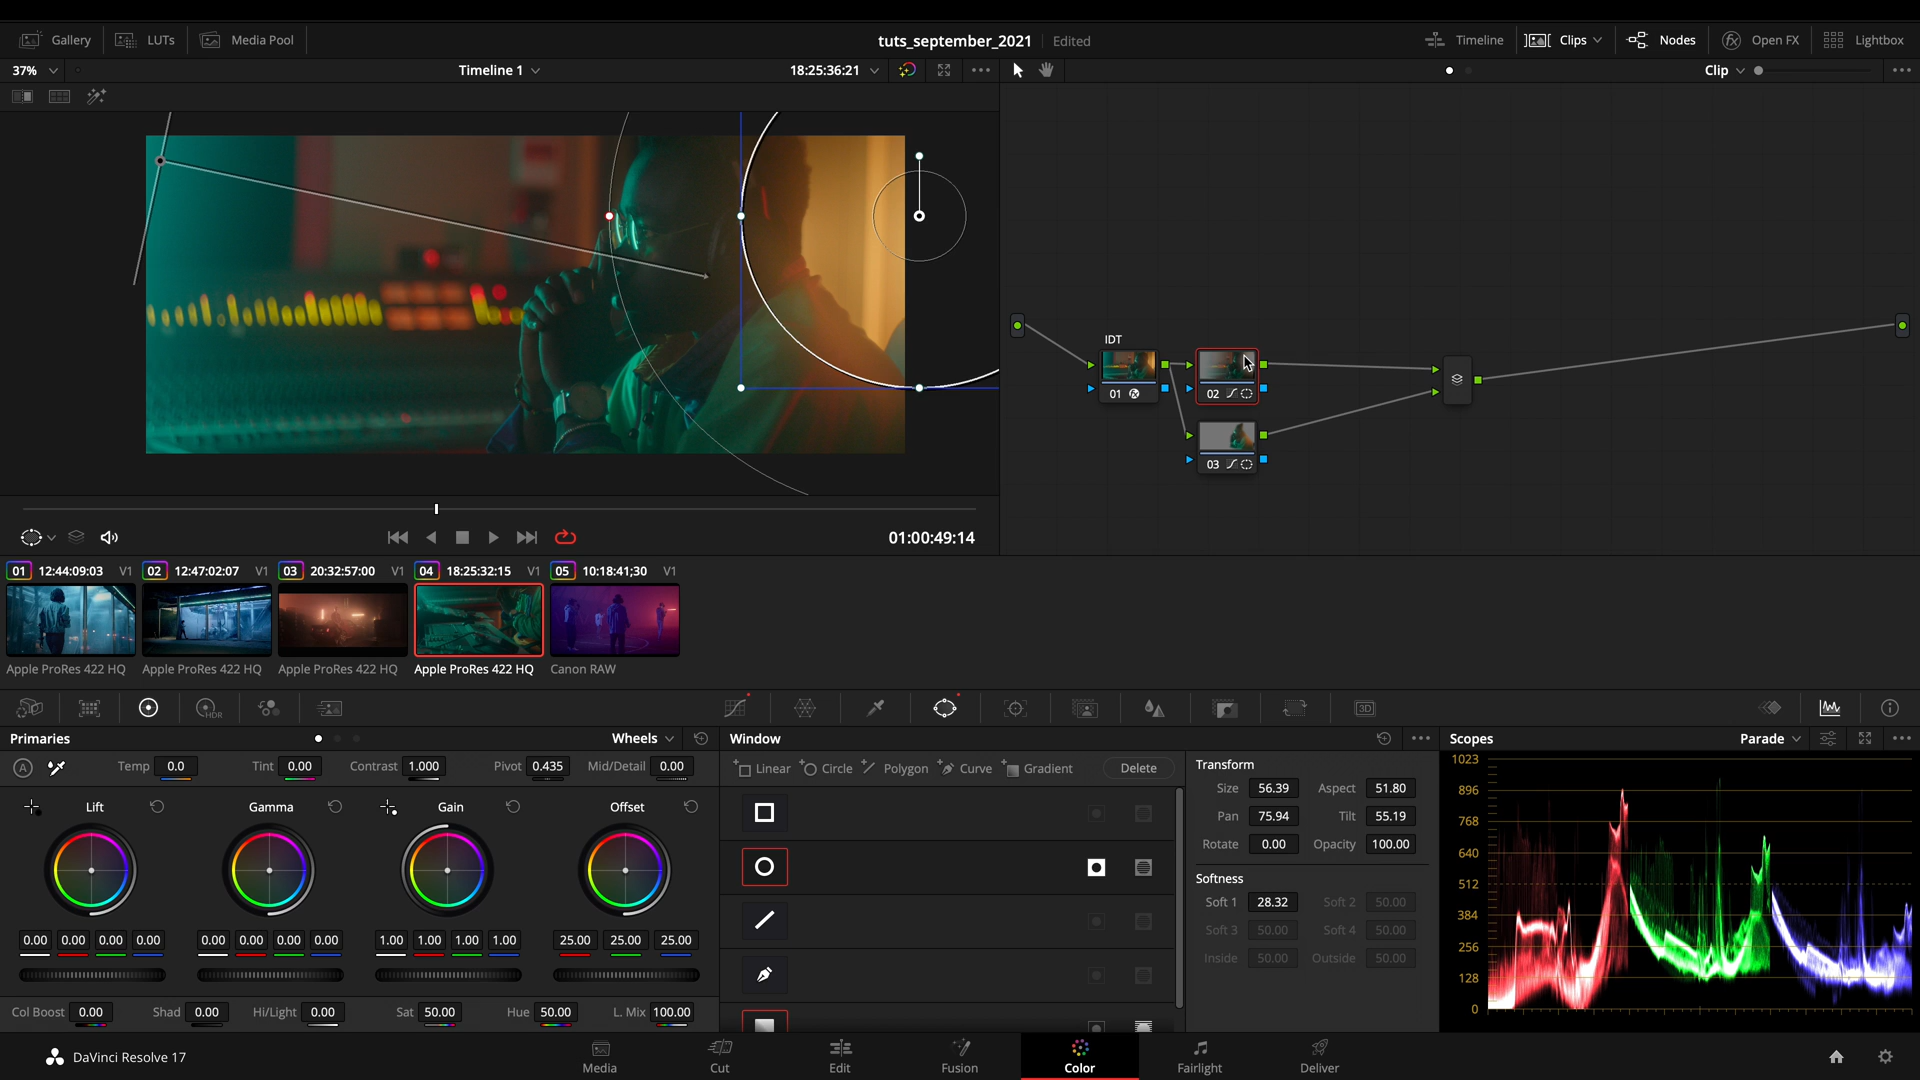 Gallery LUTs Media Pool tuts_september_2021 Edited Timeline Clips Nodes Open FX Lightbox
37% Timeline 1 18:25:36:21 Clip
IDT
01 02
03
01:00:49:14
01 12:44:09:03 V1 02 12:47:02:07 V1 03 20:32:57:00 V1 04 18:25:32:15 V1 05 10:18:41;30 V1
Apple ProRes 422 HQ Apple ProRes 422 HQ Apple ProRes 422 HQ Apple ProRes 422 HQ Canon RAW
HDR 3D
Primaries Wheels Window Scopes Parade
A Temp 0.0 Tint 0.00 Contrast 1.000 Pivot 0.435 Mid/Detail 0.00
Linear Circle Polygon Curve Gradient Delete
Lift Gamma Gain Offset
0.00 0.00 0.00 0.00 0.00 0.00 0.00 0.00 1.00 1.00 1.00 1.00 25.00 25.00 25.00
Col Boost 0.00 Shad 0.00 Hi/Light 0.00 Sat 50.00 Hue 50.00 L. Mix 100.00
Transform
Size 56.39 Aspect 51.80
Pan 75.94 Tilt 55.19
Rotate 0.00 Opacity 100.00
Softness
Soft 1 28.32 Soft 2 50.00
Soft 3 50.00 Soft 4 50.00
Inside 50.00 Outside 50.00
1023
896
768
640
512
384
256
128
0
DaVinci Resolve 17 Media Cut Edit Fusion Color Fairlight Deliver